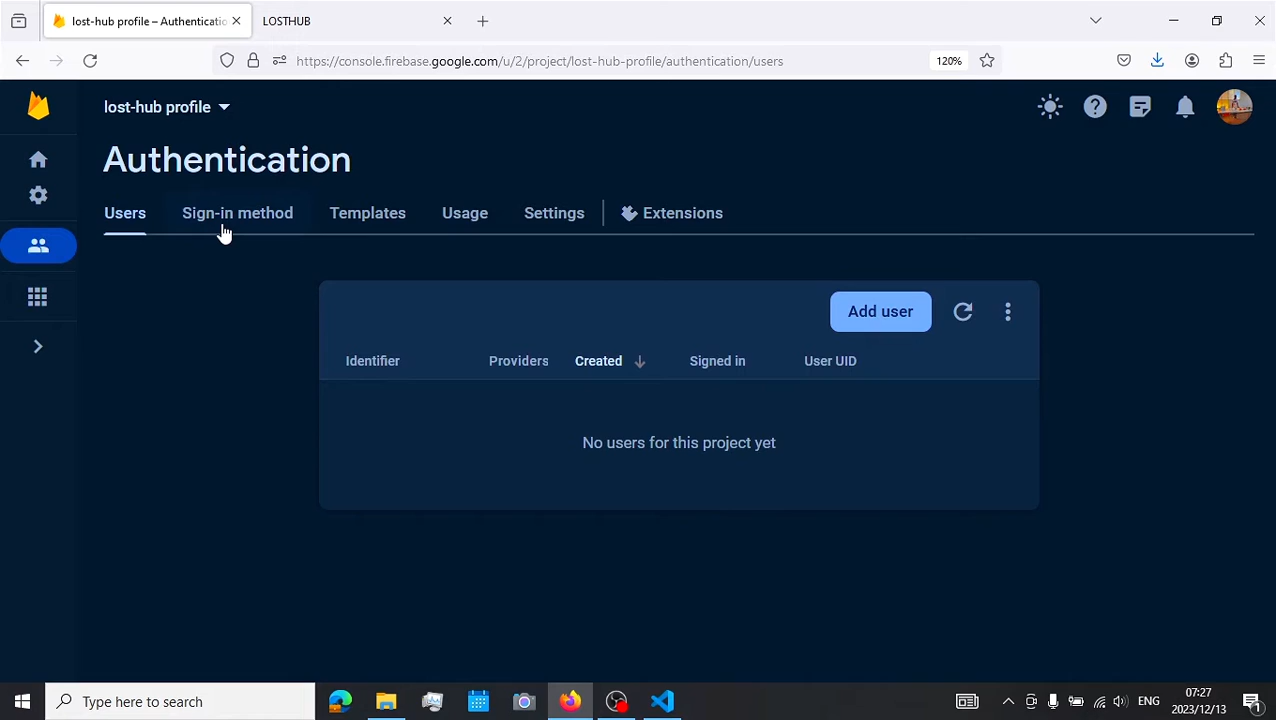 lost-hub profile – Authenticatio
LOSTHUB
https://console.firebase.google.com/u/2/project/lost-hub-profile/authentication/users
120%
lost-hub profile
Authentication
Users
Sign-in method
Templates
Usage
Settings
Extensions
Add user
Identifier
Providers
Created
Signed in
User UID
No users for this project yet
Type here to search
ENG
07:27
2023/12/13
1